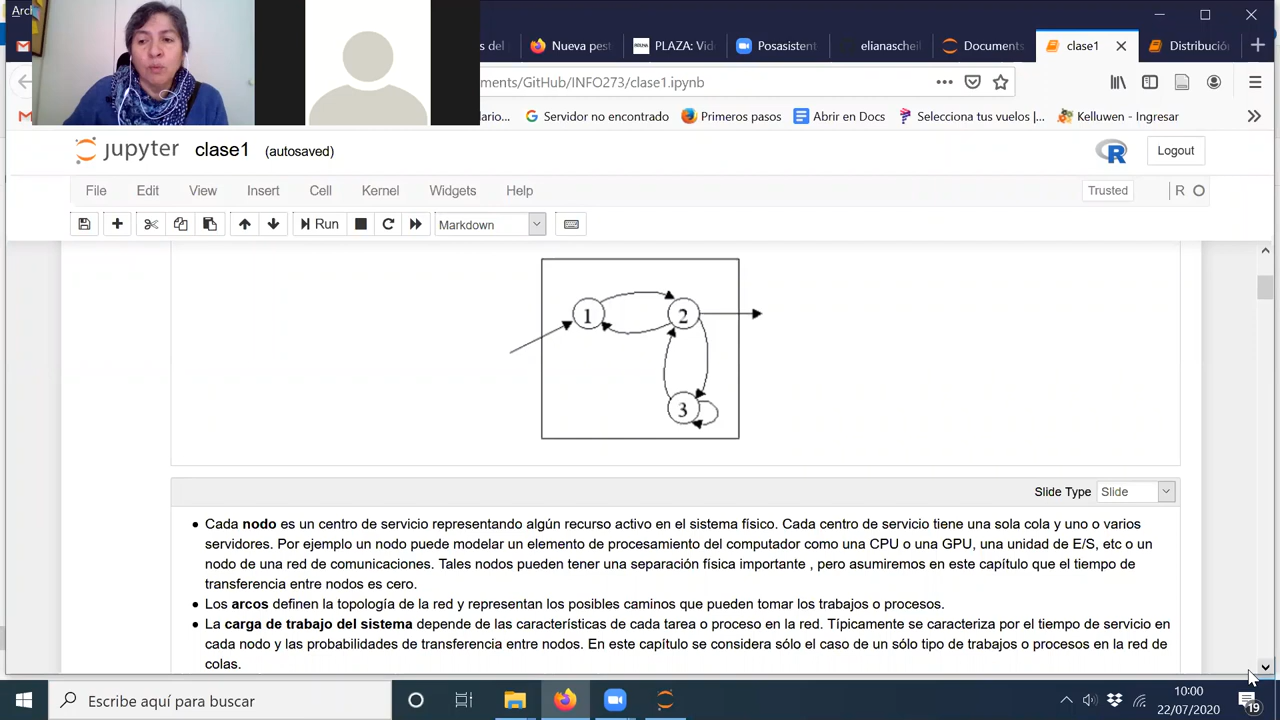 Arch
s del
Nueva pest
PLAZA: Vid
Posasistent
elianascheil
Documents
clase1
Distribució
ments/GitHub/INFO273/clase1.ipynb
lario...
Servidor no encontrado
Primeros pasos
Abrir en Docs
Selecciona tus vuelos |...
Kelluwen - Ingresar
jupyter clase1 (autosaved)
Logout
File Edit View Insert Cell Kernel Widgets Help
Trusted
R
Run
Markdown
1
2
3
Slide Type Slide
Cada nodo es un centro de servicio representando algún recurso activo en el sistema físico. Cada centro de servicio tiene una sola cola y uno o varios
servidores. Por ejemplo un nodo puede modelar un elemento de procesamiento del computador como una CPU o una GPU, una unidad de E/S, etc o un
nodo de una red de comunicaciones. Tales nodos pueden tener una separación física importante , pero asumiremos en este capítulo que el tiempo de
transferencia entre nodos es cero.
Los arcos definen la topología de la red y representan los posibles caminos que pueden tomar los trabajos o procesos.
La carga de trabajo del sistema depende de las características de cada tarea o proceso en la red. Típicamente se caracteriza por el tiempo de servicio en
cada nodo y las probabilidades de transferencia entre nodos. En este capítulo se considera sólo el caso de un sólo tipo de trabajos o procesos en la red de
colas.
Escribe aquí para buscar
10:00
22/07/2020
19